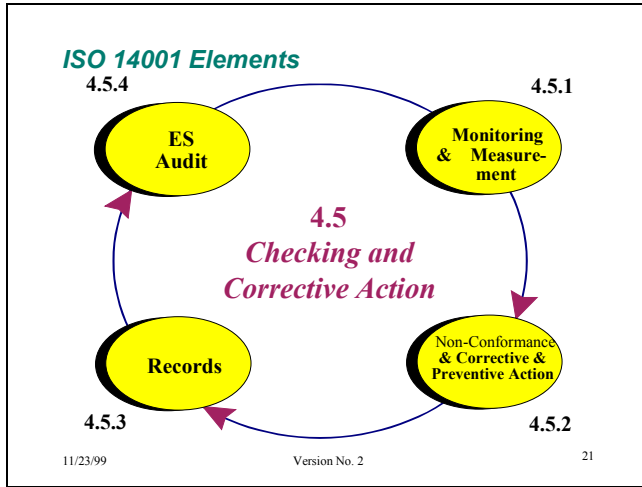 ISO 14001 Elements
4.5.4
4.5.1
ES
Audit
Monitoring
& Measure-
ment
4.5
Checking and
Corrective Action
Records
Non-Conformance
& Corrective &
Preventive Action
4.5.3
4.5.2
11/23/99
Version No. 2
21